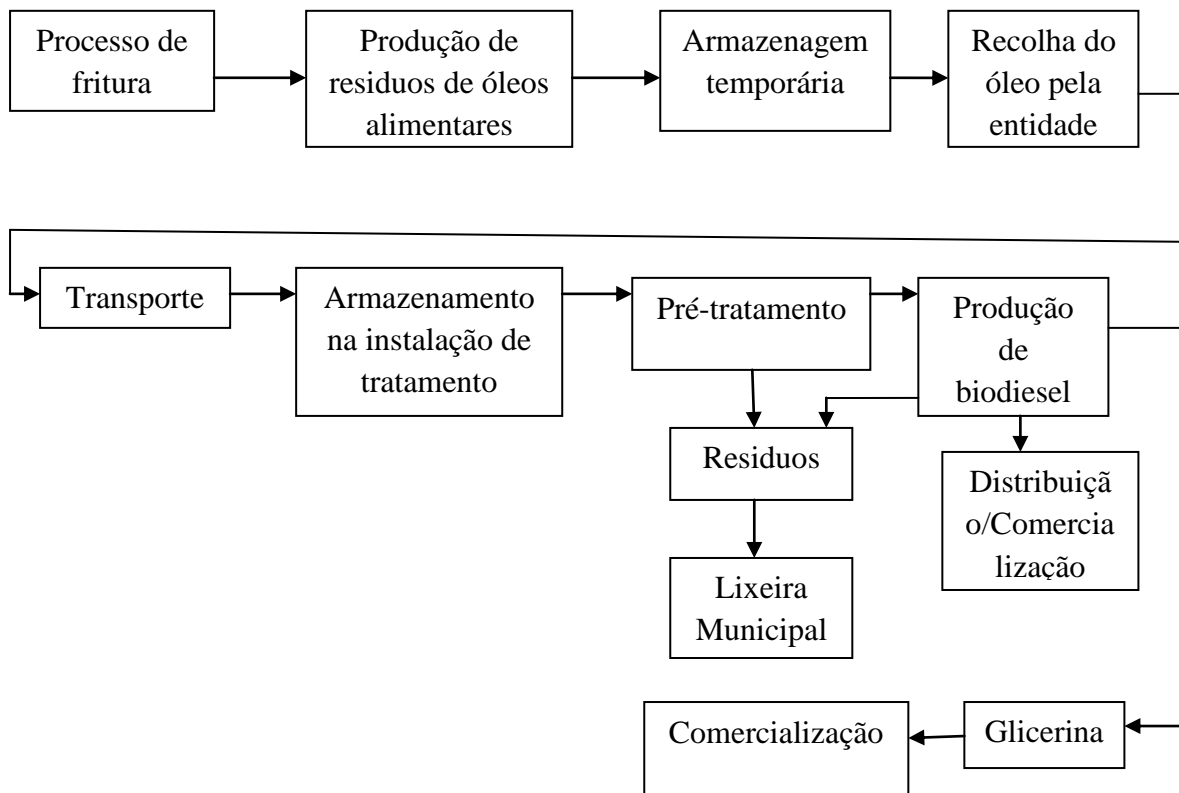 Processo de
fritura
Produção de
residuos de óleos
alimentares
Armazenagem
temporária
Recolha do
óleo pela
entidade
Transporte
Armazenamento
na instalação de
tratamento
Pré-tratamento
Produção
de
biodiesel
Residuos
Distribuiçã
o/Comercia
lização
Lixeira
Municipal
Comercialização
Glicerina